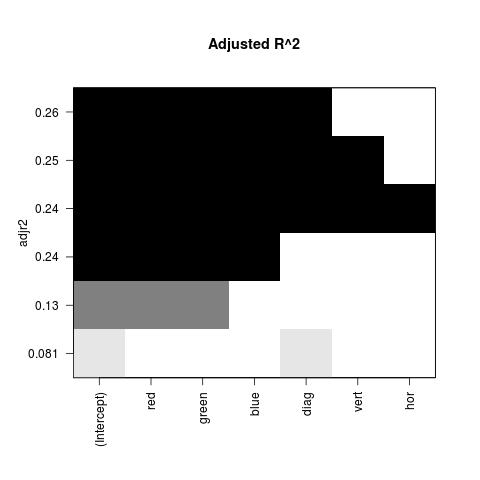 Adjusted R^2
adjr2
0.26
0.25
0.24
0.24
0.13
0.081
(Intercept)
red
green
blue
diag
vert
hor